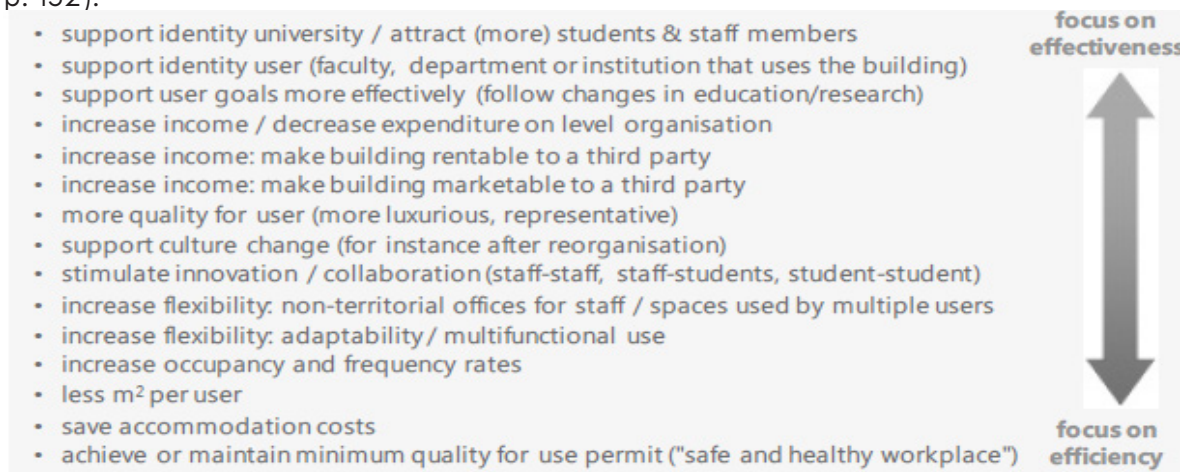 p. 132).
• support identity university / attract (more) students & staff members
• support identity user (faculty, department or institution that uses the building)
• support user goals more effectively (follow changes in education/research)
• increase income / decrease expenditure on level organisation
• increase income: make building rentable to a third party
• increase income: make building marketable to a third party
• more quality for user (more luxurious, representative)
• support culture change (for instance after reorganisation)
• stimulate innovation / collaboration (staff-staff, staff-students, student-student)
• increase flexibility: non-territorial offices for staff / spaces used by multiple users
• increase flexibility: adaptability / multifunctional use
• increase occupancy and frequency rates
• less m² per user
• save accommodation costs
• achieve or maintain minimum quality for use permit ("safe and healthy workplace")
focus on
effectiveness
focus on
efficiency